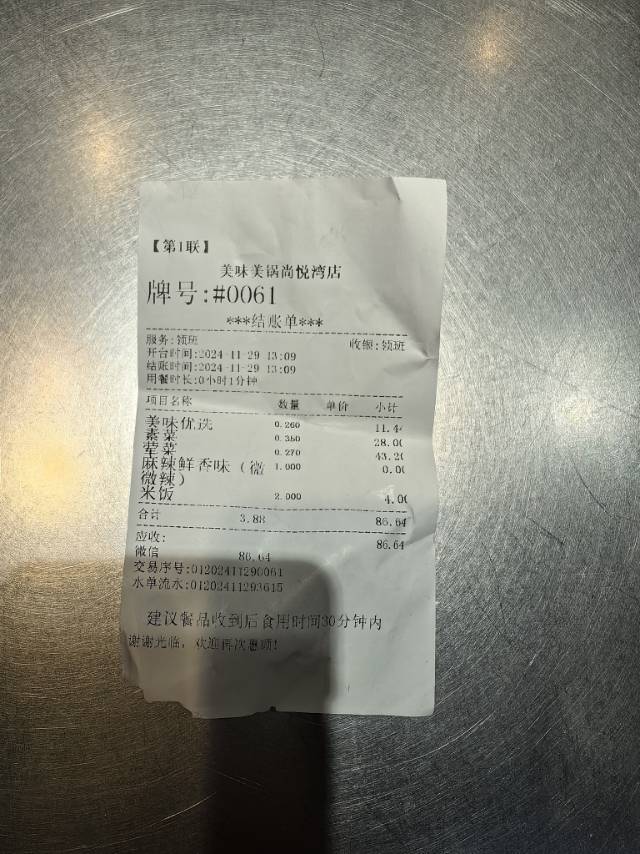 【第1联】
美味美锅尚悦湾店
牌号:#0061
***结账单***
服务:领班 收银:领班
开台时间:2024-11-29 13:09
结账时间:2024-11-29 13:09
用餐时长:0小时1分钟
项目名称 数量 单价 小计
美味优选 0.260 11.44
素菜 0.350 28.00
荤菜 0.270 43.20
麻辣鲜香味（微 1.000 0.00
微辣）
米饭 2.000 4.00
合计 3.88 86.64
应收: 86.64
微信 86.64
交易序号:01202411290061
水单流水:01202411293615
建议餐品收到后食用时间30分钟内
谢谢光临，欢迎再次惠顾!